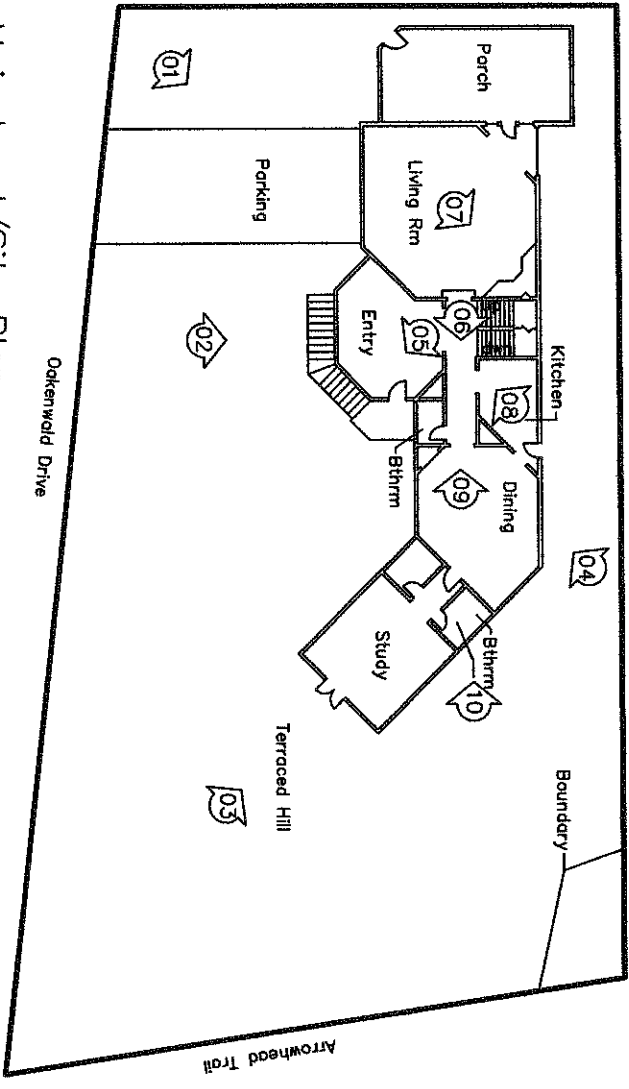 Porch
01
Living Rm
07
Parking
Entry
05
06
Kitchen
08
02
Bthrm
09
Dining
04
Oakenwald Drive
Study
Bthrm
10
Terraced Hill
03
Boundary
Arrowhead Trail